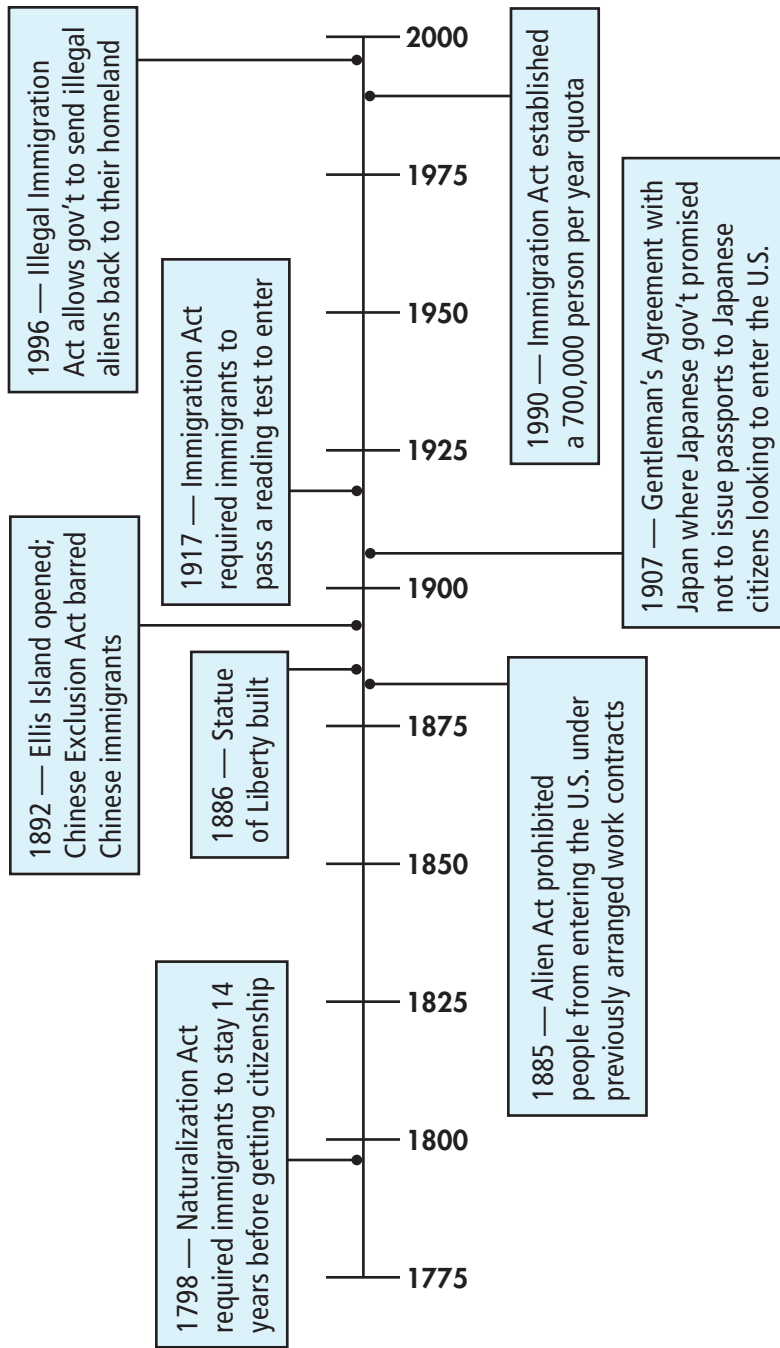 1798 — Naturalization Act
required immigrants to stay 14
years before getting citizenship
1892 — Ellis Island opened;
Chinese Exclusion Act barred
Chinese immigrants
1886 — Statue
of Liberty built
1917 — Immigration Act
required immigrants to
pass a reading test to enter
1996 — Illegal Immigration
Act allows gov’t to send illegal
aliens back to their homeland
1775
1800
1825
1850
1875
1900
1925
1950
1975
2000
1885 — Alien Act prohibited
people from entering the U.S. under
previously arranged work contracts
1907 — Gentleman’s Agreement with
Japan where Japanese gov’t promised
not to issue passports to Japanese
citizens looking to enter the U.S.
1990 — Immigration Act established
a 700,000 person per year quota